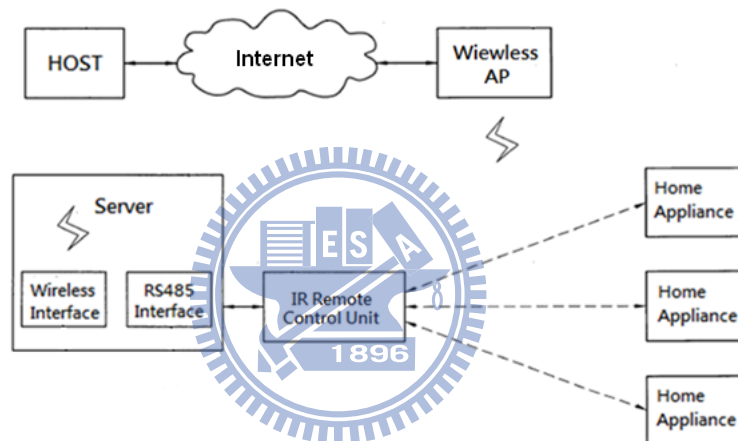 HOST
Internet
Wiewless
AP
Server
Wireless
Interface
RS485
Interface
IR Remote
Control Unit
Home
Appliance
Home
Appliance
Home
Appliance
E S A
1896